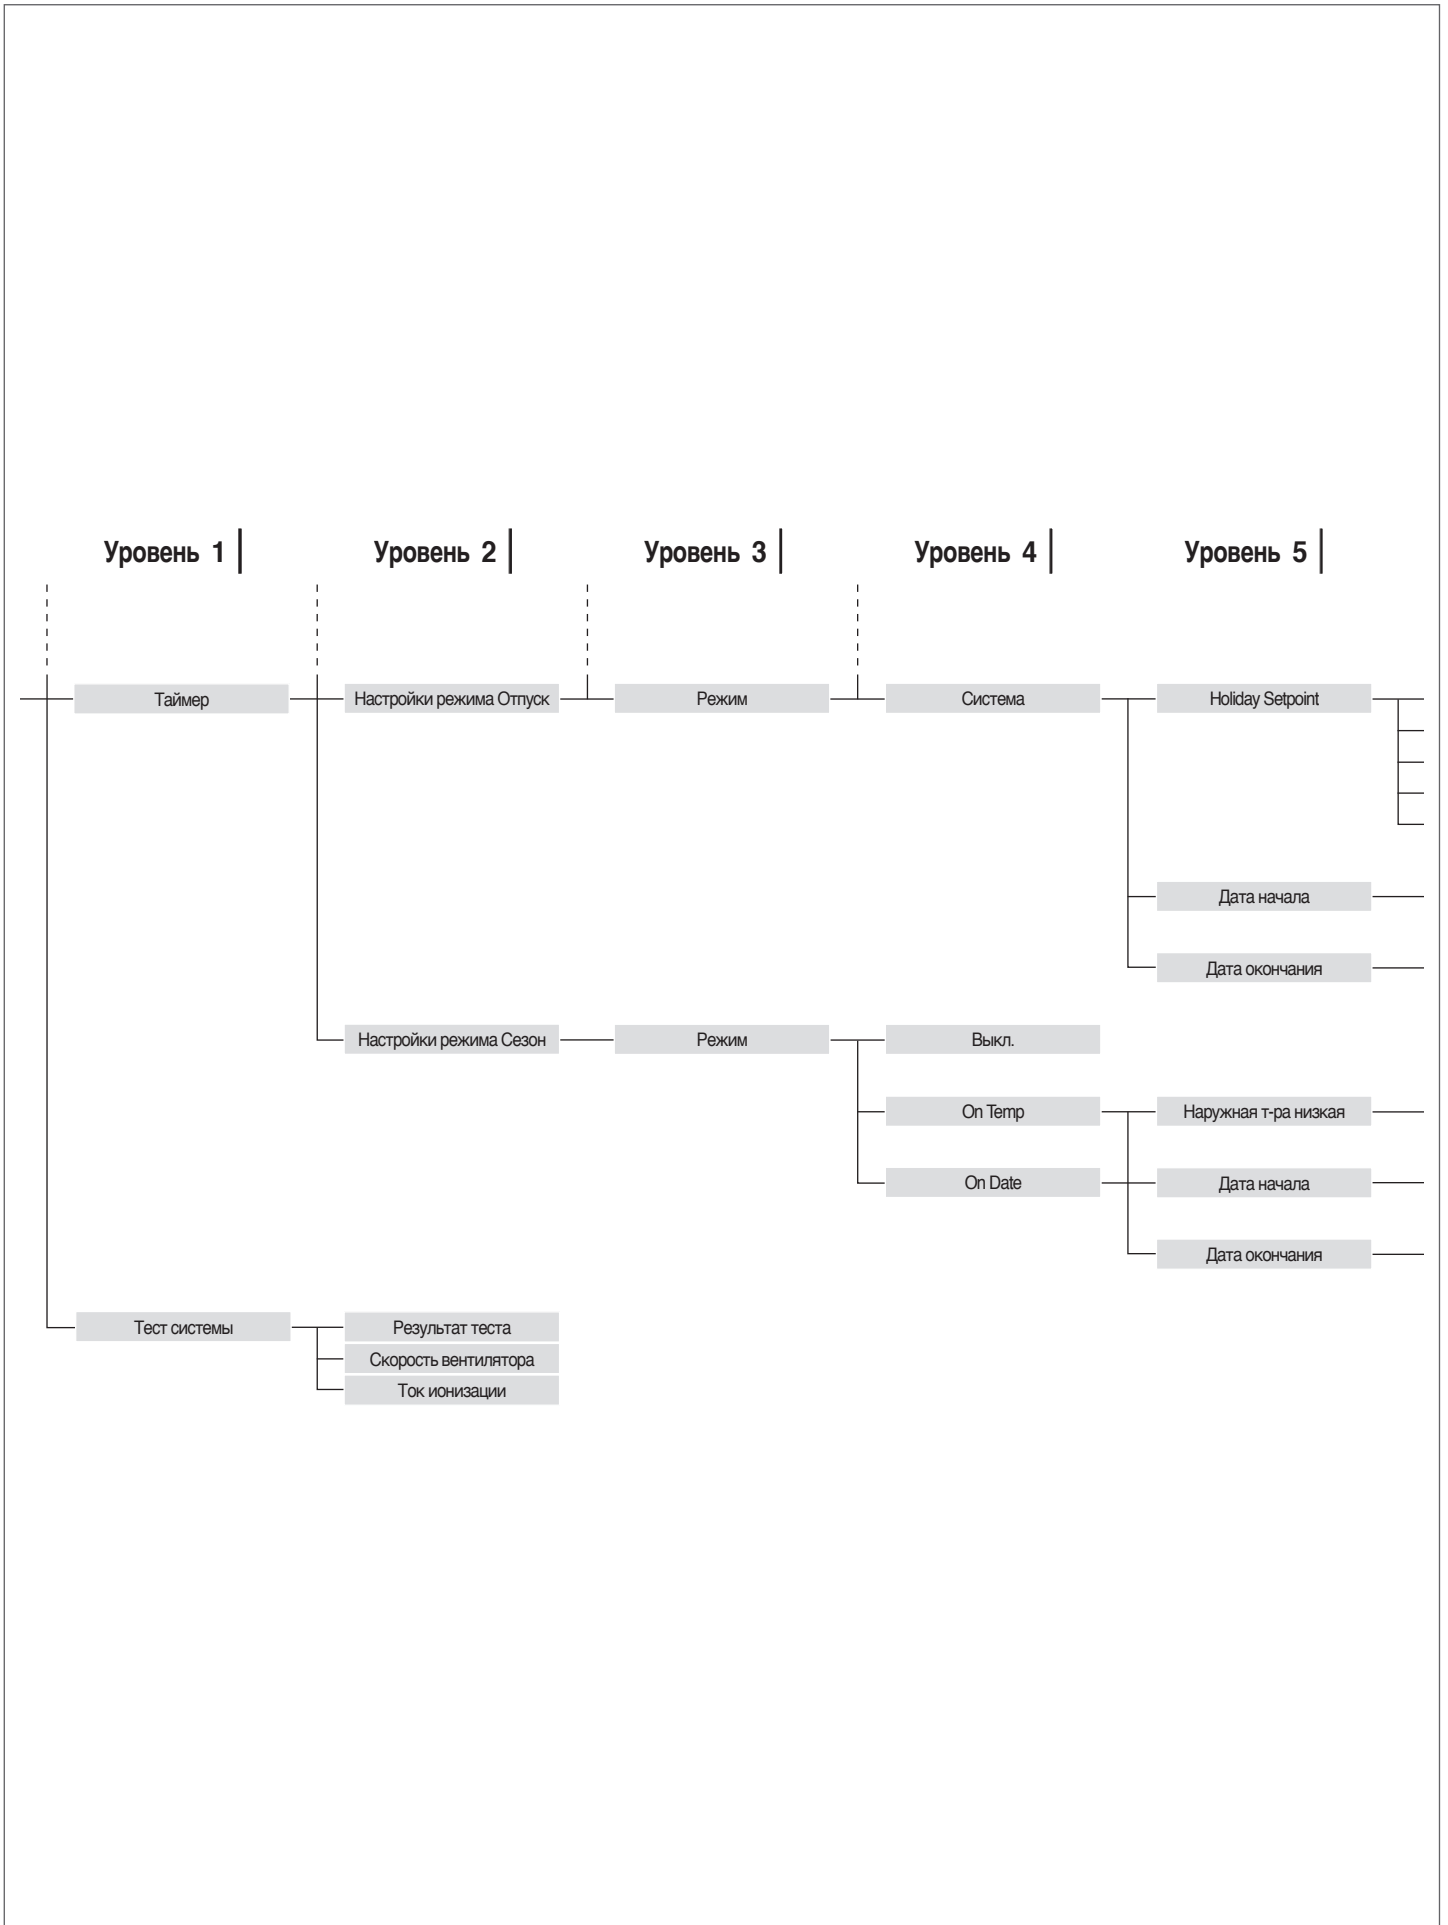 Уровень 1
Уровень 2
Уровень 3
Уровень 4
Уровень 5
Таймер
Настройки режима Отпуск
Режим
Система
Holiday Setpoint
Дата начала
Дата окончания
Настройки режима Сезон
Режим
Выкл.
On Temp
Наружная т-ра низкая
On Date
Дата начала
Дата окончания
Тест системы
Результат теста
Скорость вентилятора
Ток ионизации